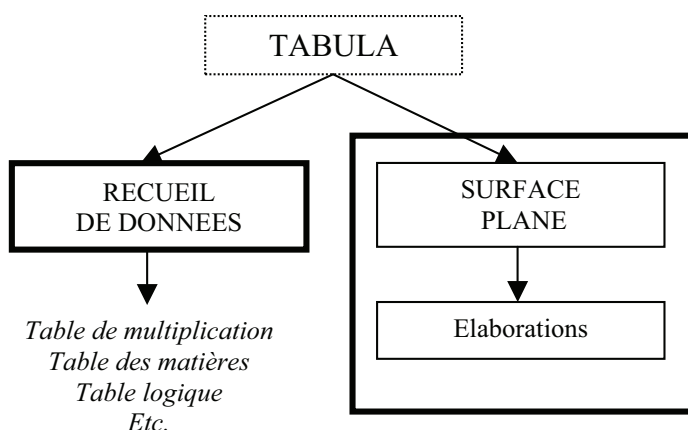 TABULA
RECUEIL
DE DONNEES
SURFACE
PLANE
Elaborations
Table de multiplication
Table des matières
Table logique
Etc.